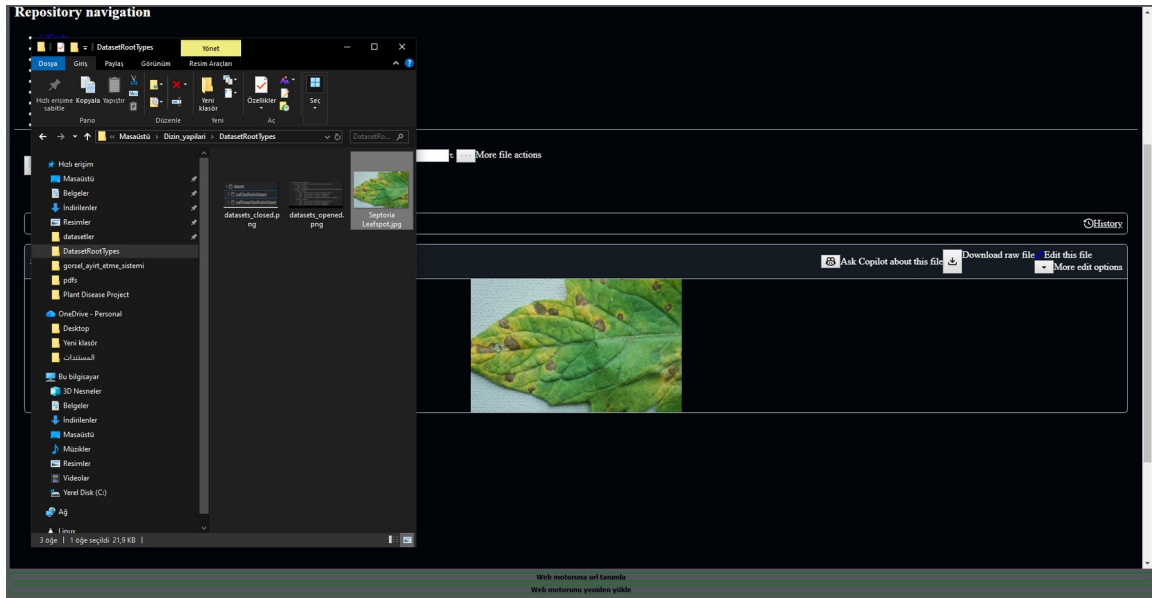 Repository navigation
DatasetRootTypes
Yönet
Dosya Giriş Paylaş Görünüm Resim Araçları
Hızlı erişime sabitle
Kopyala
Yapıştır
Yeni klasör
Özellikler
Seç
Pano Düzenle Yeni Aç
« Masaüstü › Dizin_yapilari › DatasetRootTypes
DatasetRo...
More file actions
Hızlı erişim
Masaüstü
Belgeler
İndirilenler
Resimler
datasetler
DatasetRootTypes
gorsel_ayirt_etme_sistemi
pdfs
Plant Disease Project
OneDrive - Personal
Desktop
Yeni klasör
المستندات
Bu bilgisayar
3D Nesneler
Belgeler
İndirilenler
Masaüstü
Müzikler
Resimler
Videolar
Yerel Disk (C:)
Ağ
Linux
datasets_closed.p
ng
datasets_opened.
png
Septoria
Leafspot.jpg
3 öğe
1 öğe seçildi 21,9 KB
History
Ask Copilot about this file
Download raw file
Edit this file
More edit options
Web motoruna url tanımla
Web motorunu yeniden yükle